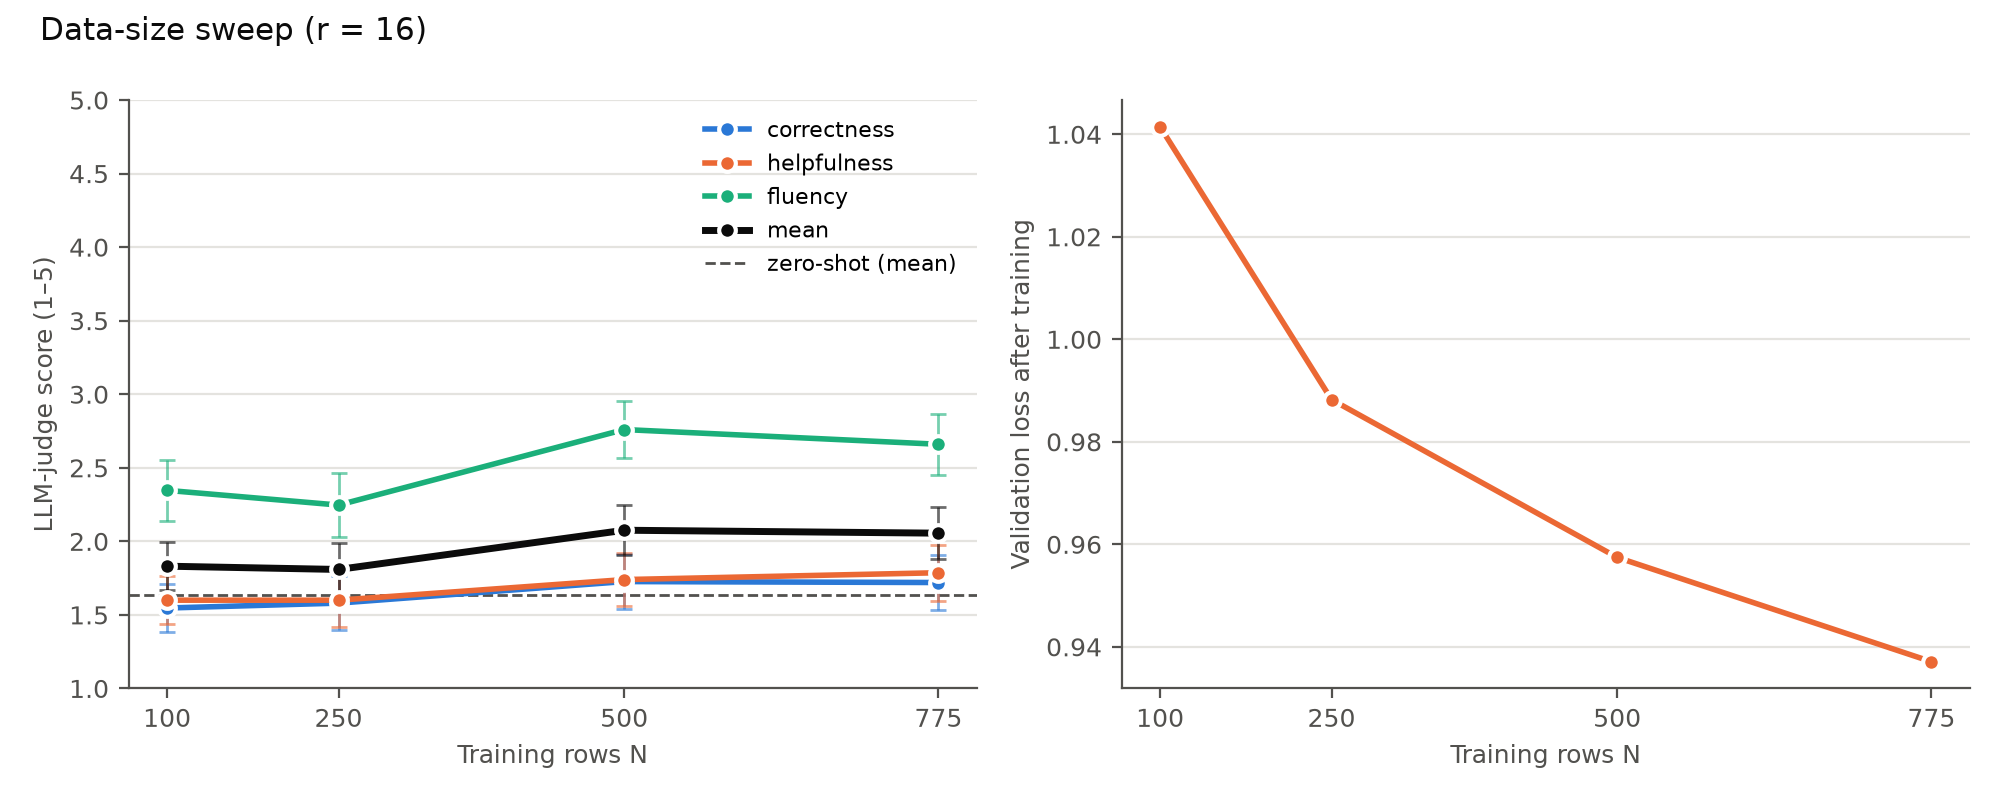 Data-size sweep (r = 16)
LLM-judge score (1–5)
5.0
4.5
4.0
3.5
3.0
2.5
2.0
1.5
1.0
correctness
helpfulness
fluency
mean
zero-shot (mean)
100 250 500 775
Training rows N
Validation loss after training
1.04
1.02
1.00
0.98
0.96
0.94
100 250 500 775
Training rows N